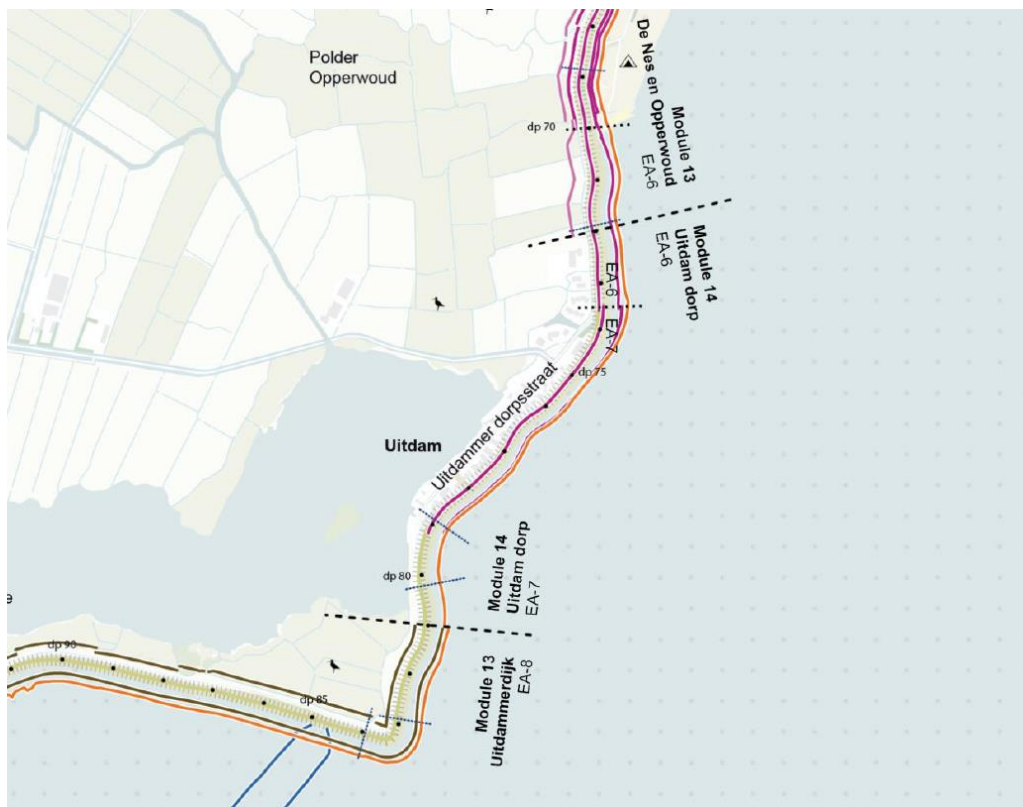 Polder
Opperwoud
De Nes en Opperwoud
Module 13
EA-6
dp 70
Module 14
Uitdam dorp
EA-6
EA-6
EA-7
dp 75
Uitdammer dorpsstraat
Uitdam
dp 80
Module 14
Uitdam dorp
EA-7
e
dp 90
dp 85
Module 13
Uitdammerdijk
EA-8